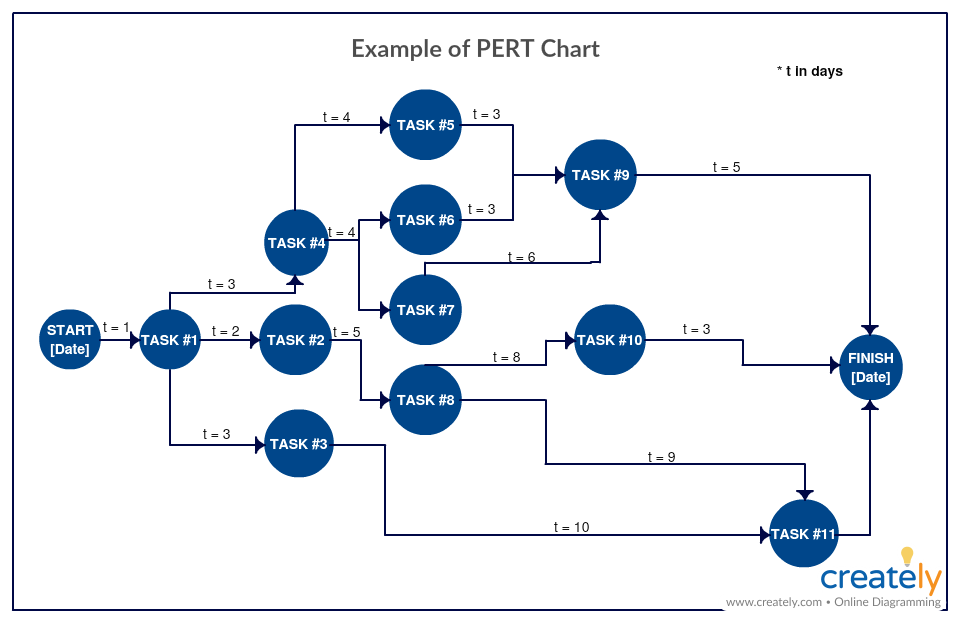 Example of PERT Chart
* t in days
t = 4
TASK #5
t = 3
TASK #9
t = 5
TASK #4
t = 4
TASK #6
t = 3
t = 6
TASK #7
t = 3
START
[Date]
t = 1
TASK #1
t = 2
TASK #2
t = 5
t = 8
TASK #10
t = 3
FINISH
[Date]
TASK #8
t = 3
TASK #3
t = 9
t = 10
TASK #11
creately
www.creately.com • Online Diagramming